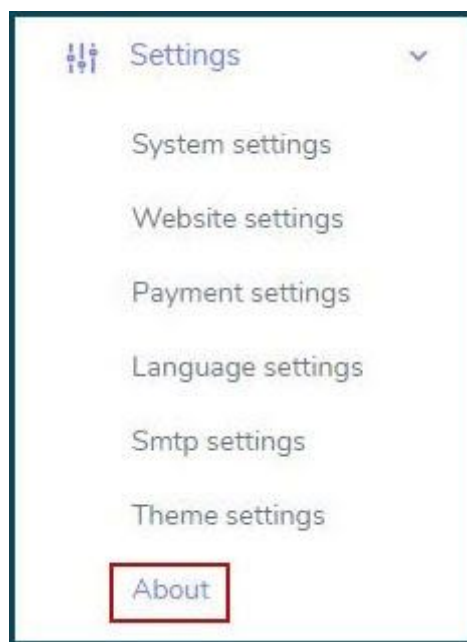 Settings
System settings
Website settings
Payment settings
Language settings
Smtp settings
Theme settings
About